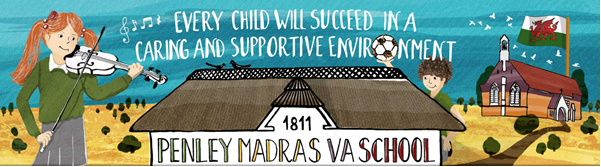 EVERY CHILD WILL SUCCEED IN A
CARING AND SUPPORTIVE ENVIRONMENT
1811
PENLEY MADRAS VA SCHOOL